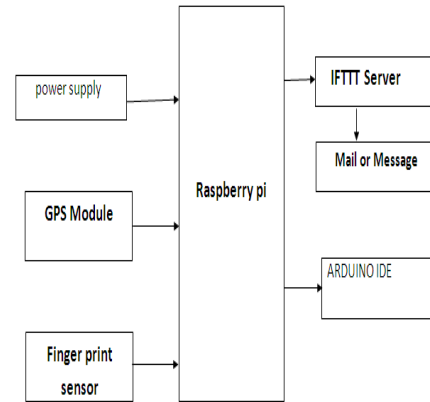 power supply
GPS Module
Finger print
sensor
Raspberry pi
IFTTT Server
Mail or Message
ARDUINO IDE